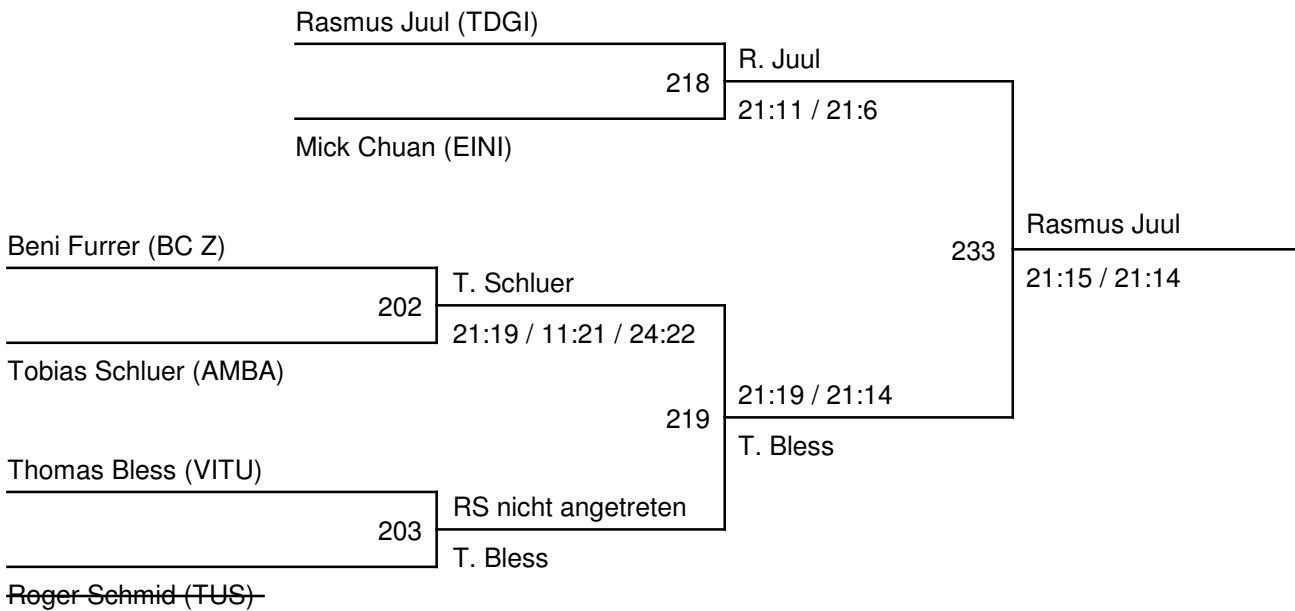 Rasmus Juul (TDGI)
R. Juul
218
21:11 / 21:6
Mick Chuan (EINI)
Rasmus Juul
233
21:15 / 21:14
Beni Furrer (BC Z)
T. Schluer
202
21:19 / 11:21 / 24:22
Tobias Schluer (AMBA)
21:19 / 21:14
219
T. Bless
Thomas Bless (VITU)
RS nicht angetreten
203
T. Bless
Roger Schmid (TUS)